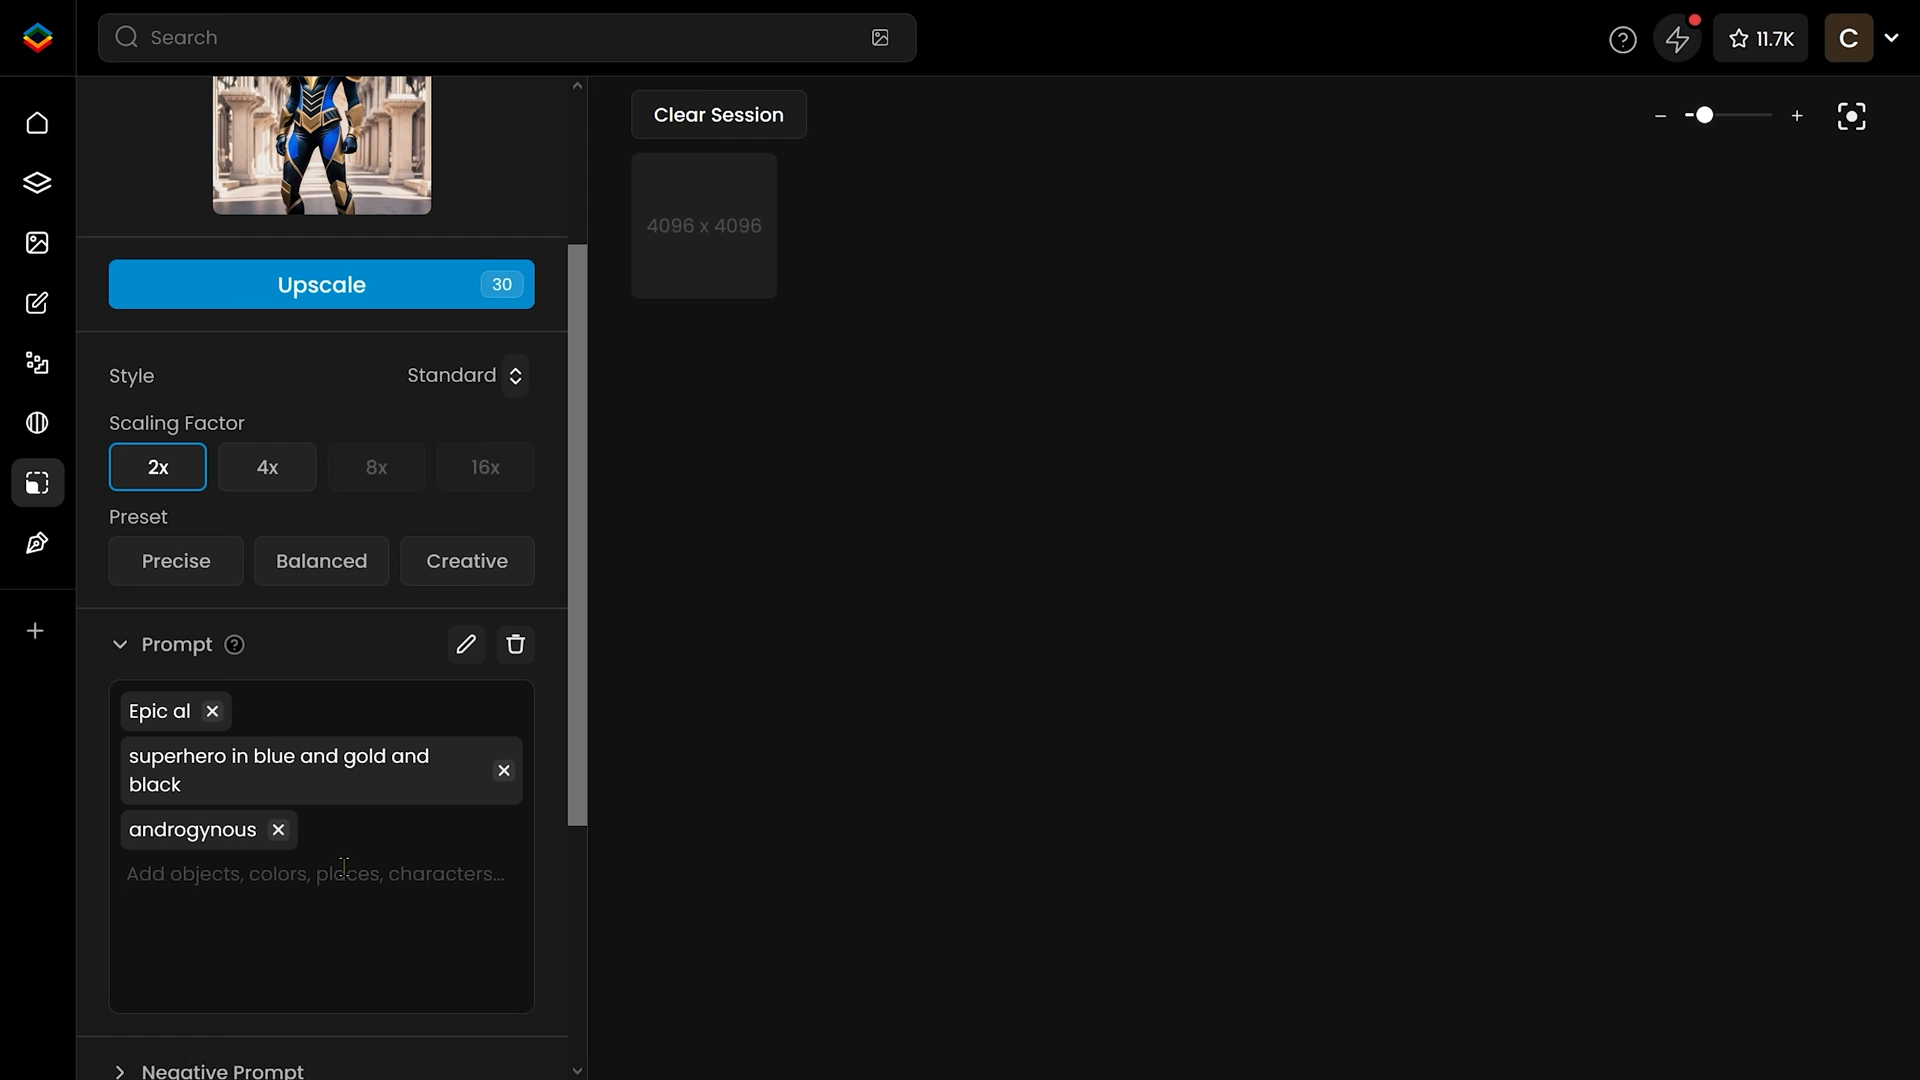 Search
11.7K
C
Clear Session
4096 x 4096
Upscale 30
Style Standard
Scaling Factor
2x 4x 8x 16x
Preset
Precise Balanced Creative
Prompt
Epic al
superhero in blue and gold and
black
androgynous
Add objects, colors, places, characters...
Negative Prompt